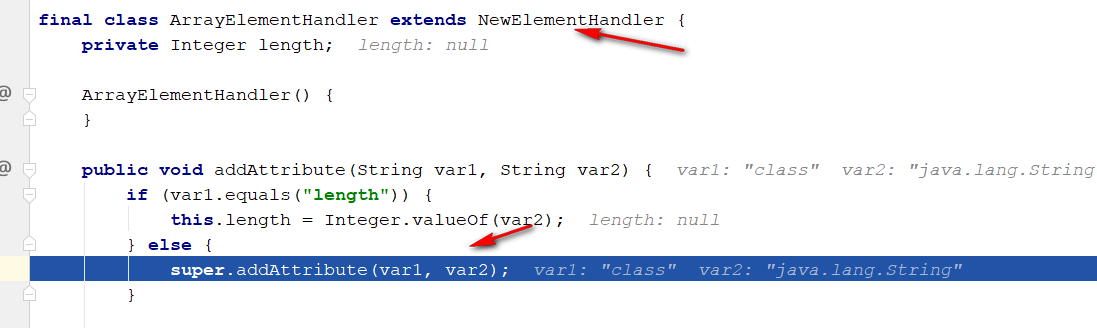 final class ArrayElementHandler extends NewElementHandler {
private Integer length; length: null
@ ArrayElementHandler() {
}
@ public void addAttribute(String var1, String var2) { var1: "class" var2: "java.lang.String
if (var1.equals("length")) {
this.length = Integer.valueOf(var2); length: null
} else {
super.addAttribute(var1, var2); var1: "class" var2: "java.lang.String"
}